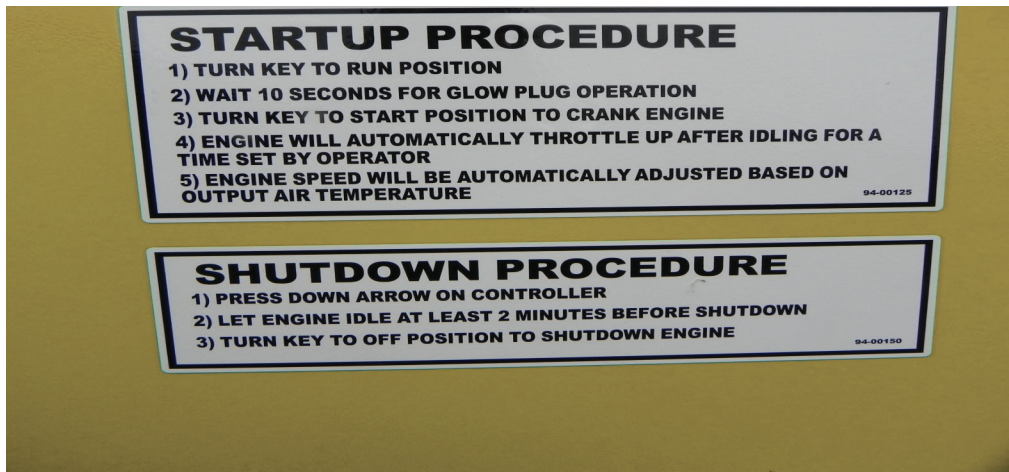 STARTUP PROCEDURE
1) TURN KEY TO RUN POSITION
2) WAIT 10 SECONDS FOR GLOW PLUG OPERATION
3) TURN KEY TO START POSITION TO CRANK ENGINE
4) ENGINE WILL AUTOMATICALLY THROTTLE UP AFTER IDLING FOR A
TIME SET BY OPERATOR
5) ENGINE SPEED WILL BE AUTOMATICALLY ADJUSTED BASED ON
OUTPUT AIR TEMPERATURE
94-00125
SHUTDOWN PROCEDURE
1) PRESS DOWN ARROW ON CONTROLLER
2) LET ENGINE IDLE AT LEAST 2 MINUTES BEFORE SHUTDOWN
3) TURN KEY TO OFF POSITION TO SHUTDOWN ENGINE
94-00150